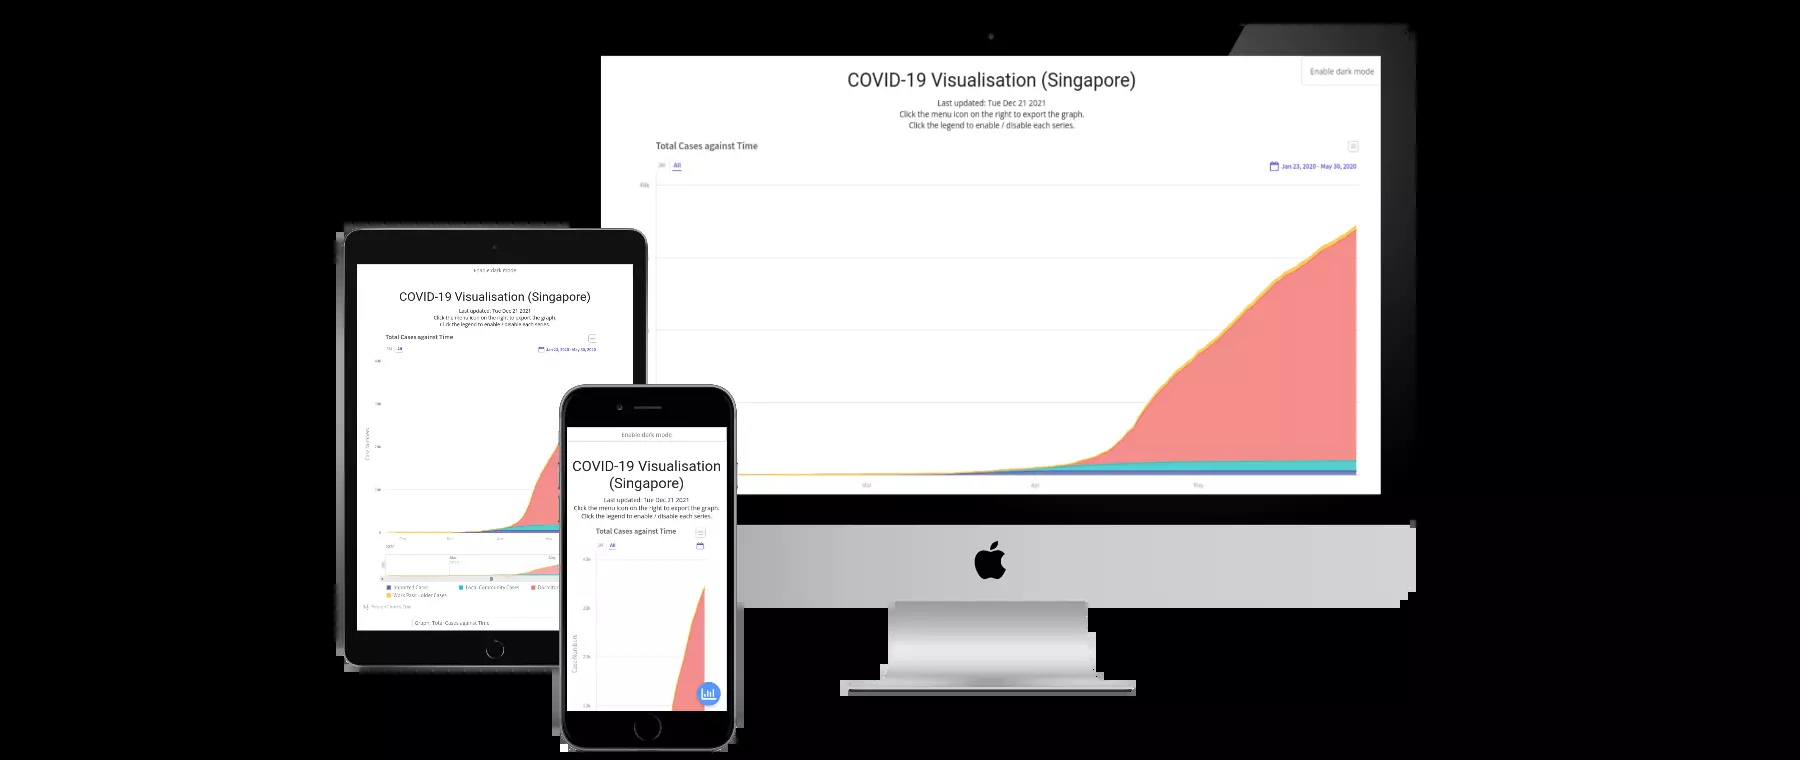 COVID-19 Visualisation (Singapore)
Enable dark mode
Last updated: Tue Dec 21 2021
Click the menu icon on the right to export the graph.
Click the legend to enable / disable each series.
Total Cases against Time
All
Jan 23, 2020 - May 30, 2020
40k
Mar
Apr
May
Enable dark mode
COVID-19 Visualisation (Singapore)
Last updated: Tue Dec 21 2021
Click the menu icon on the right to export the graph.
Click the legend to enable / disable each series.
Total Cases against Time
All
Jan 23, 2020 - May 30, 2020
Case Numbers
Apr
May
Mar
May
Imported Cases
Local Community Cases
Work Pass Holder Cases
Graph: Total Cases against Time
Enable dark mode
COVID-19 Visualisation
(Singapore)
Last updated: Tue Dec 21 2021
Click the menu icon on the right to export the graph.
Click the legend to enable / disable each series.
Total Cases against Time
All
Case Numbers